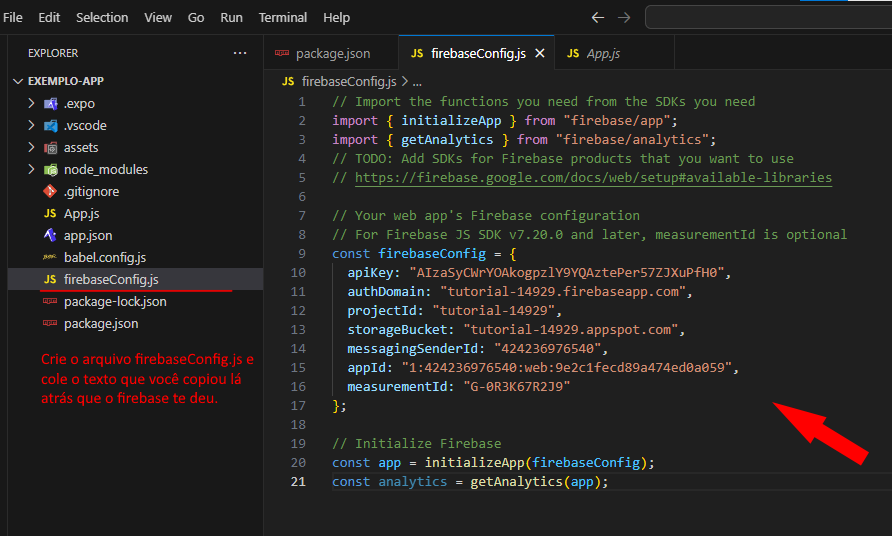 File Edit Selection View Go Run Terminal Help
EXPLORER ...
package.json JS firebaseConfig.js JS App.js
EXEMPLO-APP
JS firebaseConfig.js > ...
.expo
.vscode
assets
node_modules
.gitignore
JS App.js
app.json
babel.config.js
JS firebaseConfig.js
package-lock.json
package.json
Crie o arquivo firebaseConfig.js e
cole o texto que você copiou lá
atrás que o firebase te deu.
1 // Import the functions you need from the SDKs you need
2 import { initializeApp } from "firebase/app";
3 import { getAnalytics } from "firebase/analytics";
4 // TODO: Add SDKs for Firebase products that you want to use
5 // https://firebase.google.com/docs/web/setup#available-libraries
6
7 // Your web app's Firebase configuration
8 // For Firebase JS SDK v7.20.0 and later, measurementId is optional
9 const firebaseConfig = {
10 apiKey: "AIzaSyCWrYOAkogpzlY9YQAztePer57ZJXuPfH0",
11 authDomain: "tutorial-14929.firebaseapp.com",
12 projectId: "tutorial-14929",
13 storageBucket: "tutorial-14929.appspot.com",
14 messagingSenderId: "424236976540",
15 appId: "1:424236976540:web:9e2c1fecd89a474ed0a059",
16 measurementId: "G-0R3K67R2J9"
17 };
18
19 // Initialize Firebase
20 const app = initializeApp(firebaseConfig);
21 const analytics = getAnalytics(app);